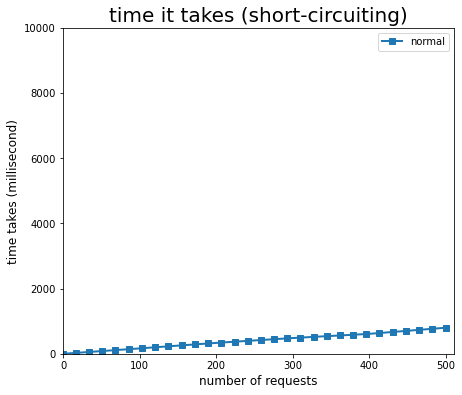 time it takes (short-circuiting)
normal
time takes (millisecond)
10000
8000
6000
4000
2000
0
0 100 200 300 400 500
number of requests